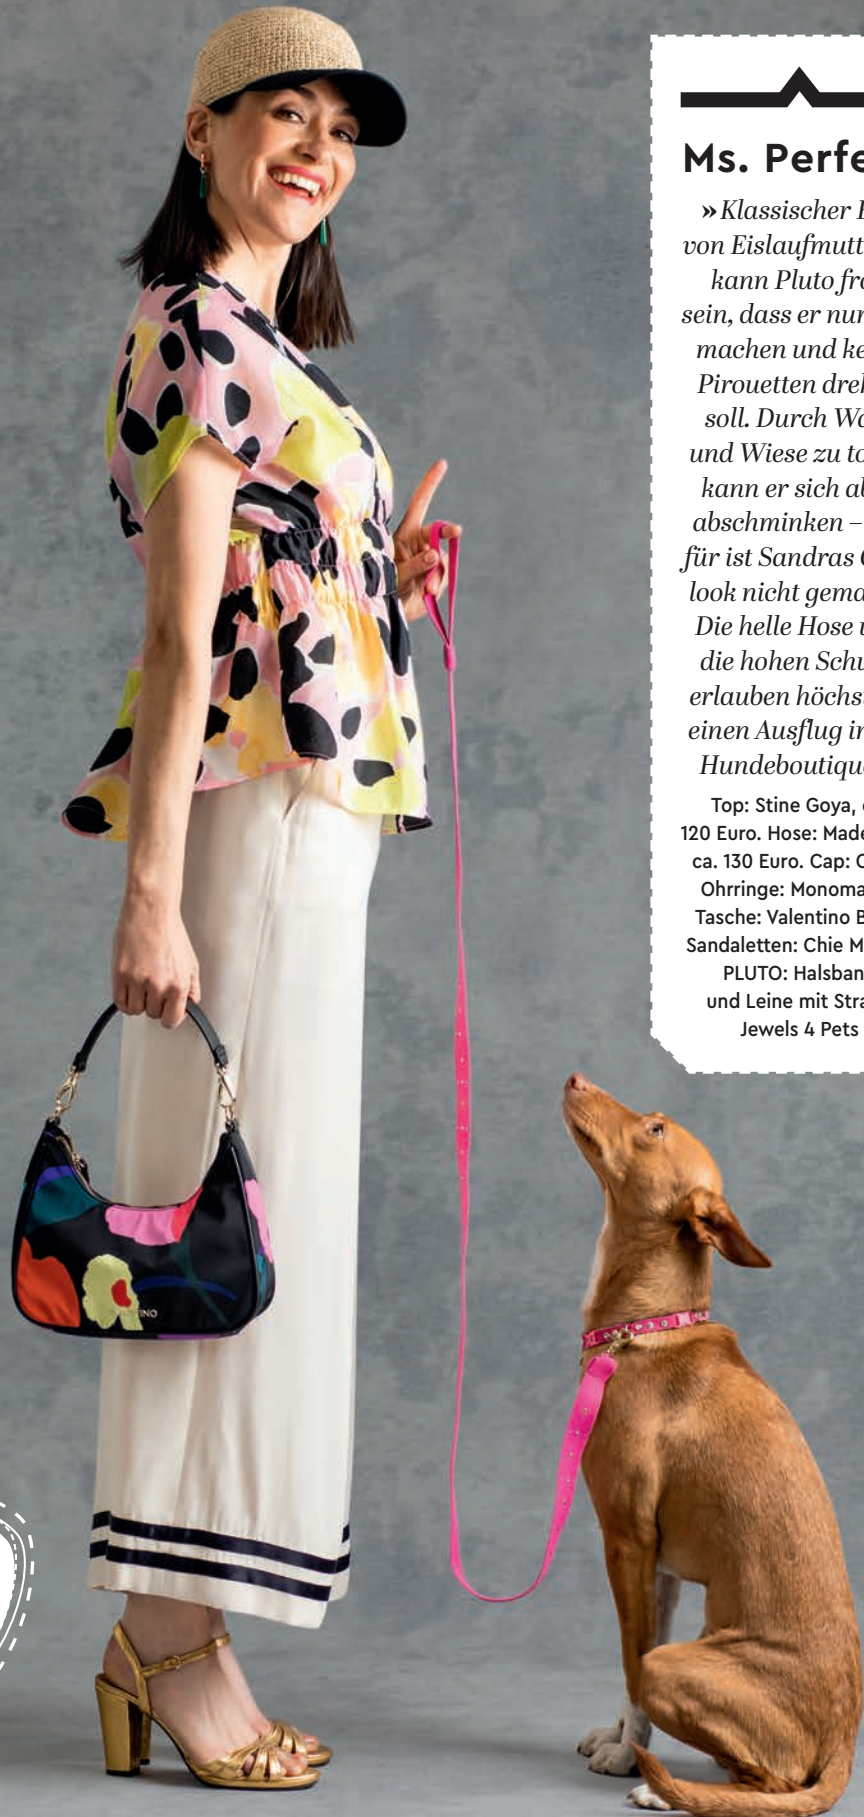 Ms. Perfe
»Klassischer
von Eislaufmutt
kann Pluto fro
sein, dass er nur
machen und ke
Pirouetten dreh
soll. Durch Wa
und Wiese zu to
kann er sich al
abschminken –
für ist Sandras
look nicht gema
Die helle Hose u
die hohen Schu
erlauben höchst
einen Ausflug in
Hundeboutique
Top: Stine Goya,
120 Euro. Hose: Made
ca. 130 Euro. Cap: C
Ohrringe: Monoma
Tasche: Valentino B
Sandaletten: Chie M
PLUTO: Halsban
und Leine mit Stra
Jewels 4 Pets